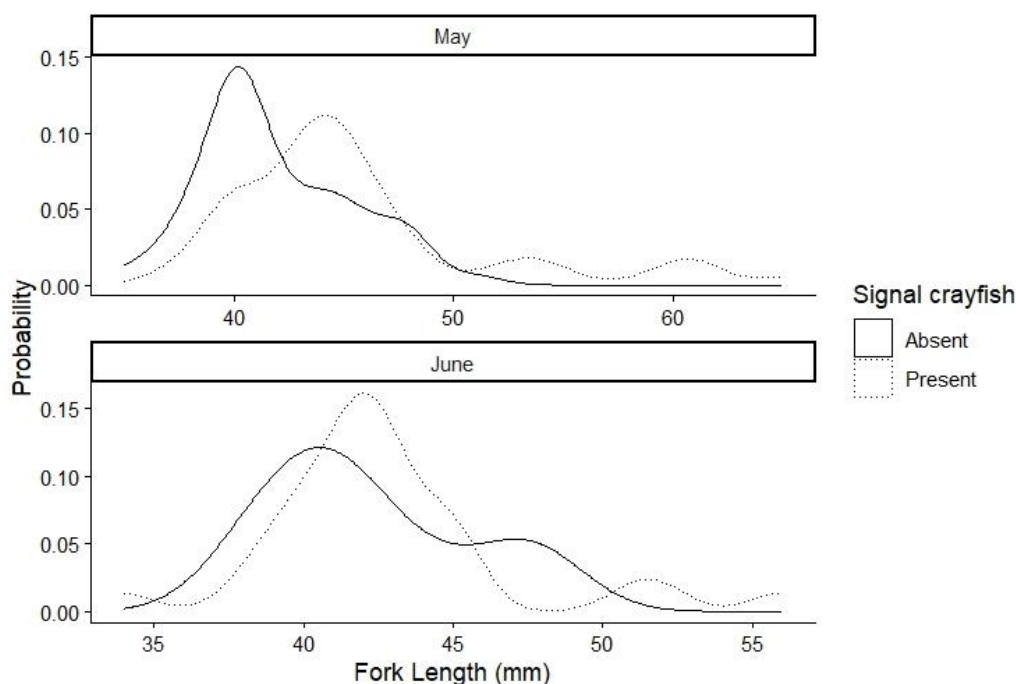 May
0.15
0.10
0.05
0.00
40 50 60
Probability
June
0.15
0.10
0.05
0.00
35 40 45 50 55
Fork Length (mm)
Signal crayfish
Absent
Present